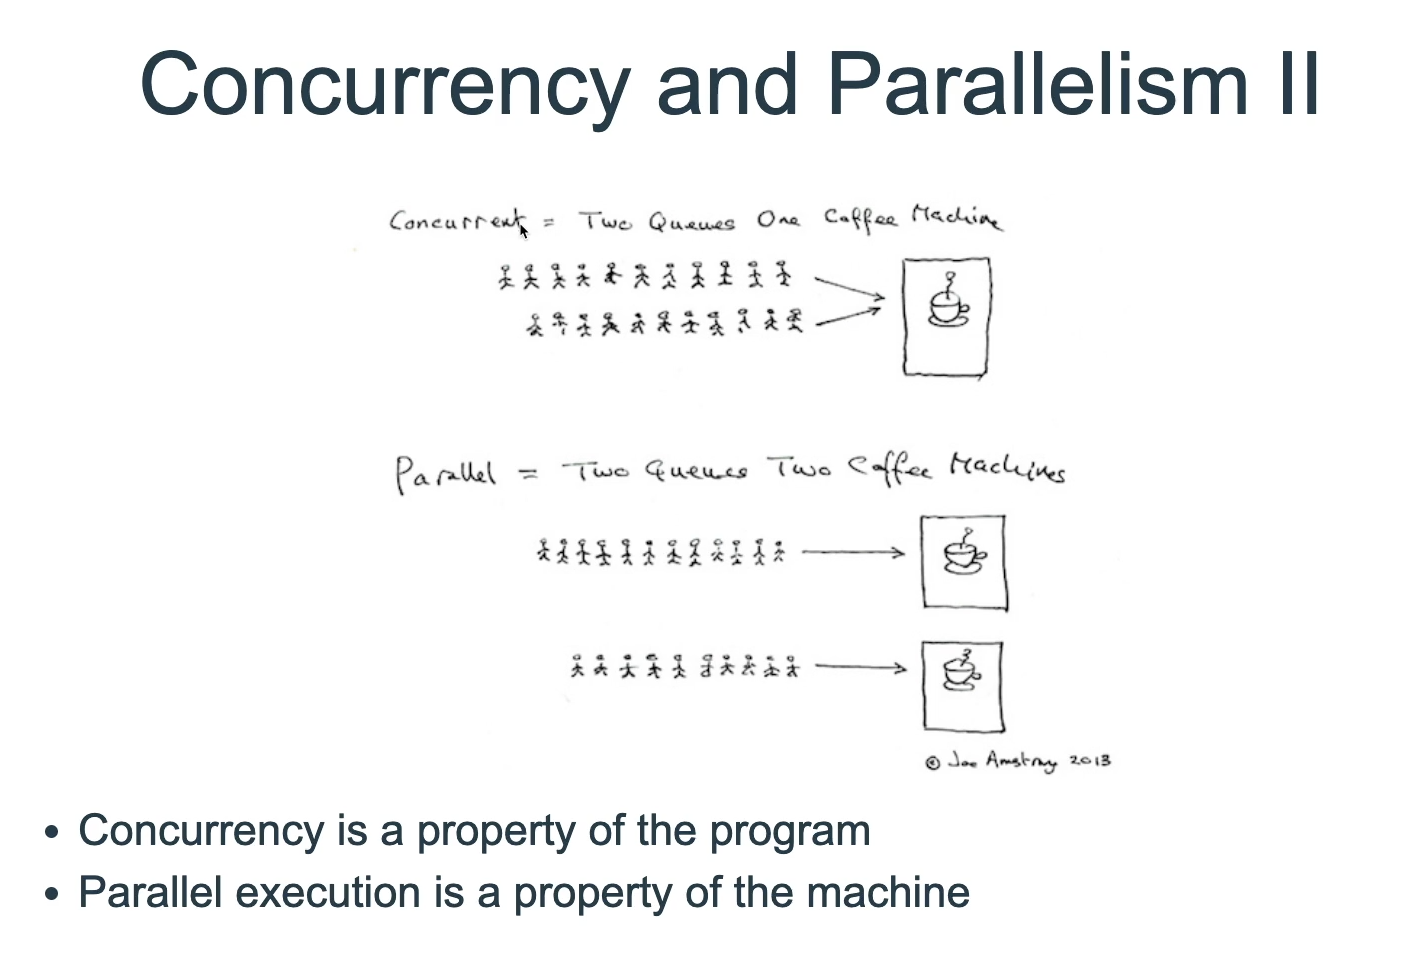 Concurrency and Parallelism II
Concurrent = Two Queues One Coffee Machine
Parallel = Two Queues Two Coffee Machines
© Joe Armstrong 2013
• Concurrency is a property of the program
• Parallel execution is a property of the machine